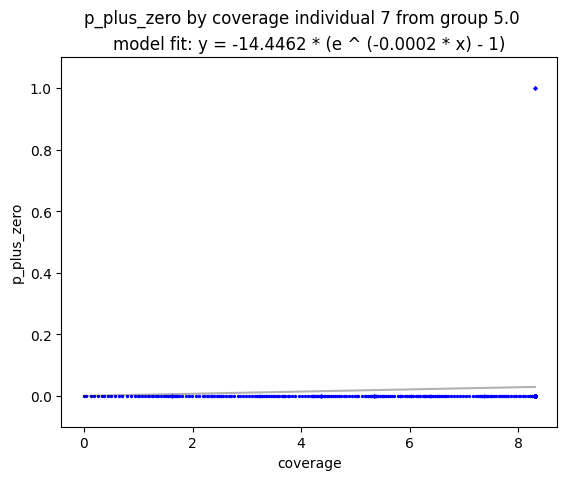 p_plus_zero by coverage individual 7 from group 5.0
model fit: y = -14.4462 * (e ^ (-0.0002 * x) - 1)
1.0
0.8
0.6
0.4
0.2
0.0
p_plus_zero
0 2 4 6 8
coverage